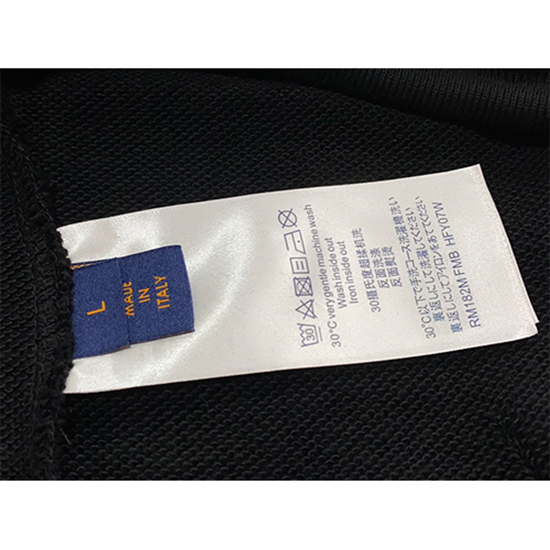 L
MADE
IN
ITALY
30
30°C very gentle machine wash
Wash inside out
Iron inside out
30摄氏度超揉机洗
反面洗涤
反面熨烫
30℃以下で手洗コース洗濯機洗い
裏返しにして洗濯してください
裏返しにしてアイロンをあててください
RM182M FMB HFY07W